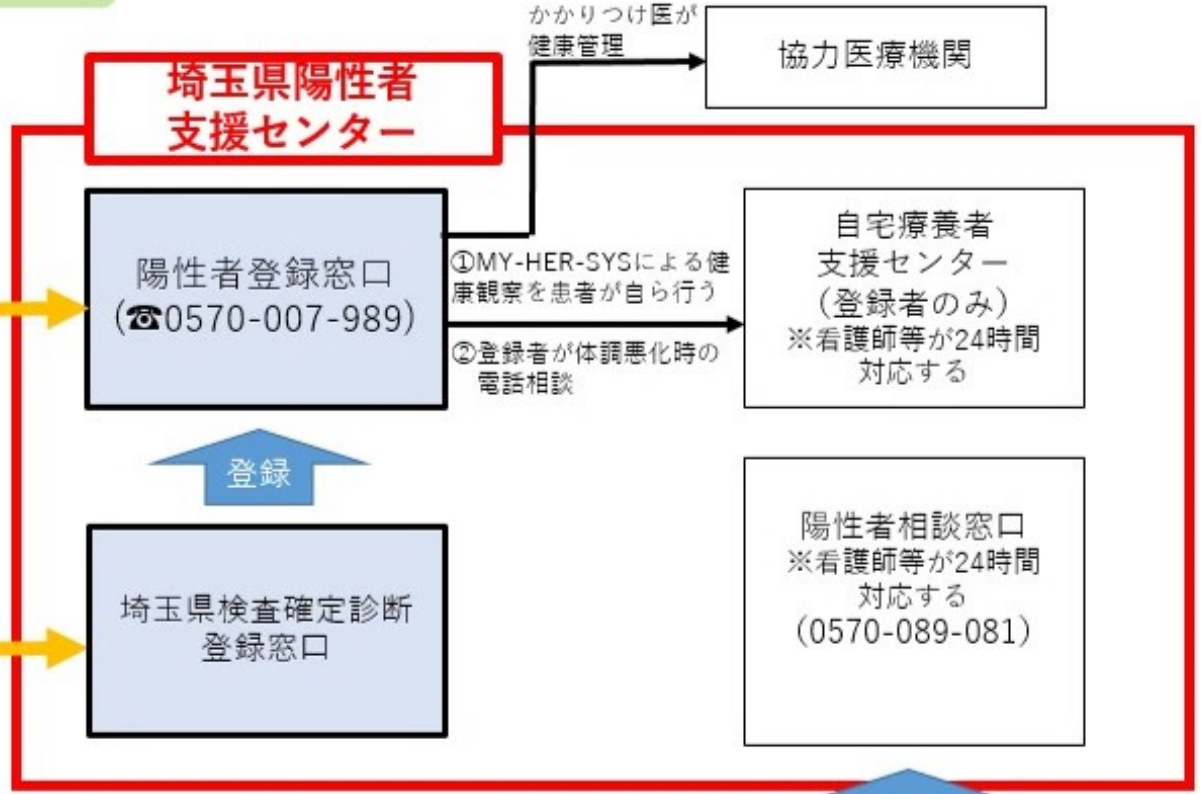 かかりつけ医が
健康管理
協力医療機関
埼玉県陽性者
支援センター
陽性者登録窓口
(☎0570-007-989)
①MY-HER-SYSによる健
康観察を患者が自ら行う
②登録者が体調悪化時の
電話相談
自宅療養者
支援センター
(登録者のみ)
※看護師等が24時間
対応する
登録
埼玉県検査確定診断
登録窓口
陽性者相談窓口
※看護師等が24時間
対応する
(0570-089-081)